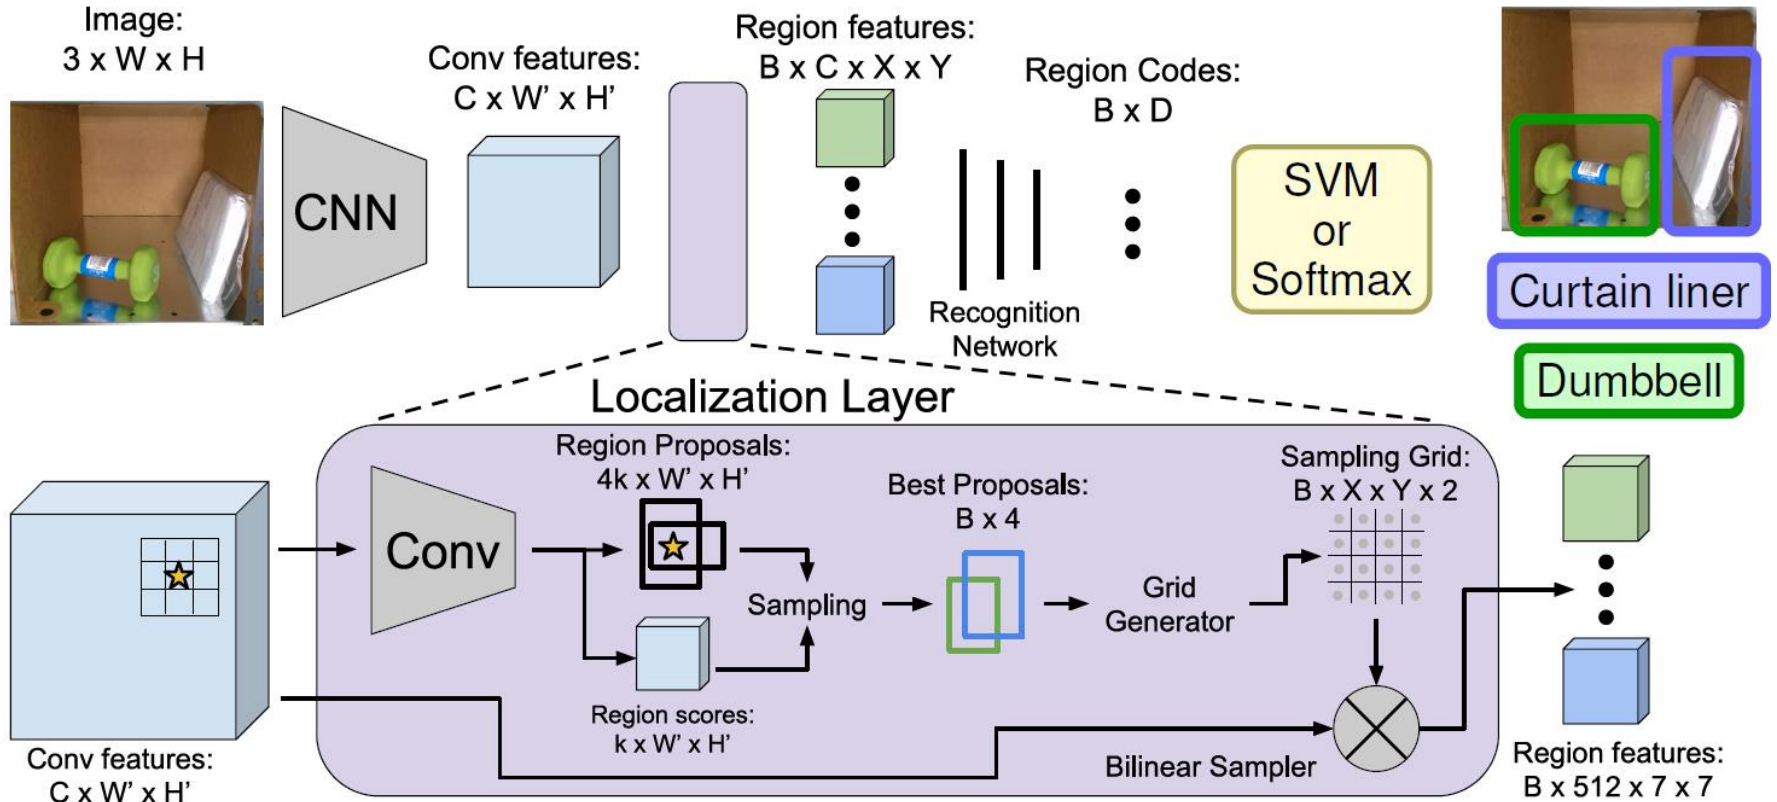 Image:
3 x W x H
Conv features:
C x W' x H'
Region features:
B x C x X x Y
Region Codes:
B x D
CNN
Recognition
Network
SVM
or
Softmax
Curtain liner
Dumbbell
Localization Layer
Region Proposals:
4k x W' x H'
Conv
Region scores:
k x W' x H'
Sampling
Best Proposals:
B x 4
Grid
Generator
Sampling Grid:
B x X x Y x 2
Bilinear Sampler
Conv features:
C x W' x H'
Region features:
B x 512 x 7 x 7